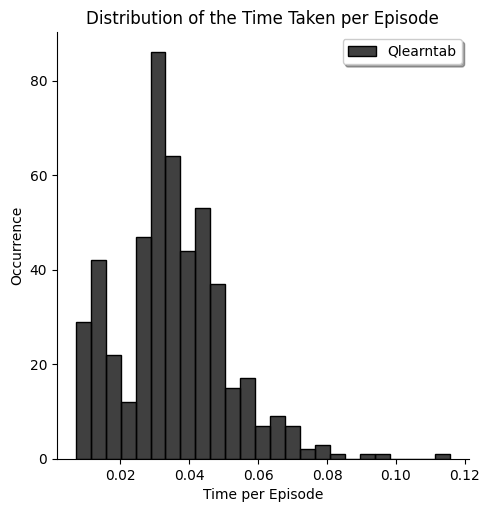 Distribution of the Time Taken per Episode
Qlearntab
80
60
40
20
0
Occurrence
0.02 0.04 0.06 0.08 0.10 0.12
Time per Episode